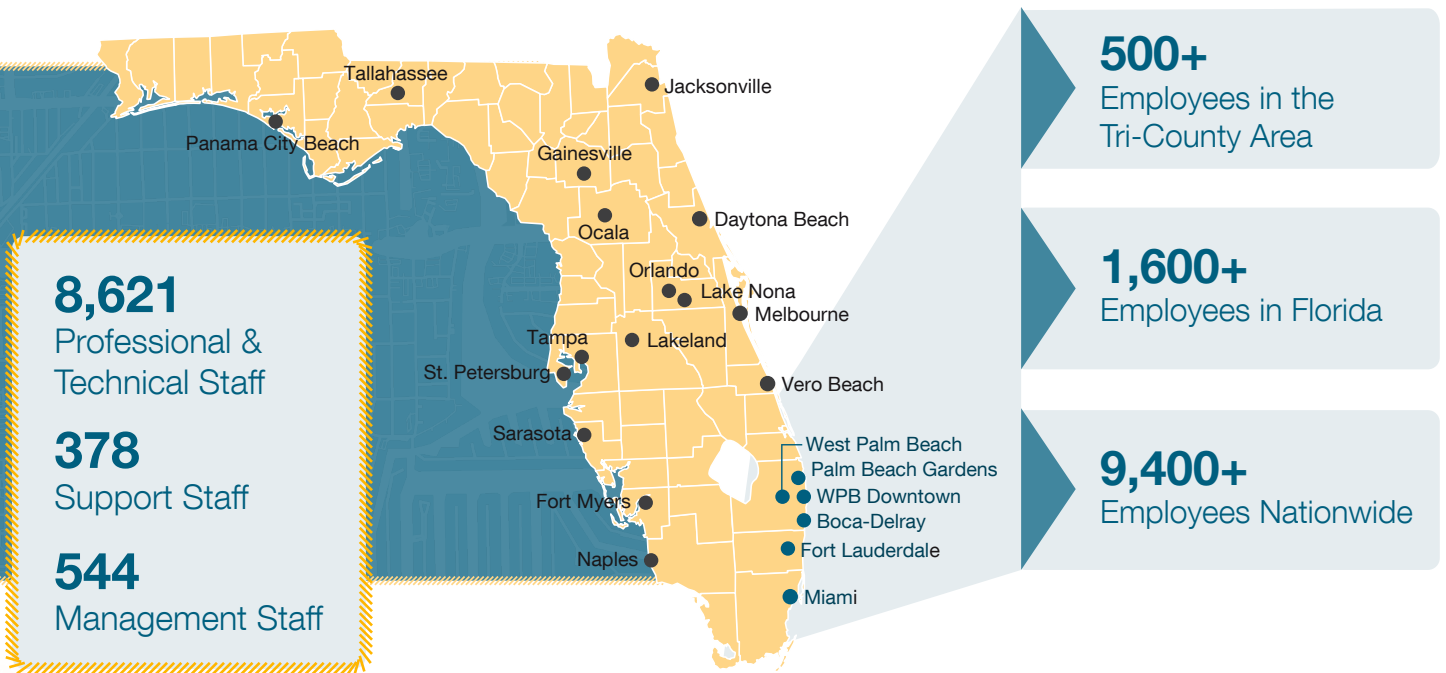 Tallahassee
Jacksonville
Panama City Beach
Gainesville
Daytona Beach
Ocala
Orlando
Lake Nona
Melbourne
Tampa
Lakeland
St. Petersburg
Vero Beach
Sarasota
West Palm Beach
Palm Beach Gardens
WPB Downtown
Fort Myers
Boca-Delray
Fort Lauderdale
Naples
Miami
8,621
Professional &
Technical Staff
378
Support Staff
544
Management Staff
500+
Employees in the
Tri-County Area
1,600+
Employees in Florida
9,400+
Employees Nationwide